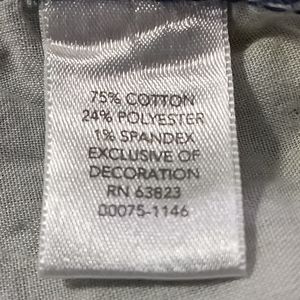 75% COTTON
24% POLYESTER
1% SPANDEX
EXCLUSIVE OF
DECORATION
RN 63823
00075-1146